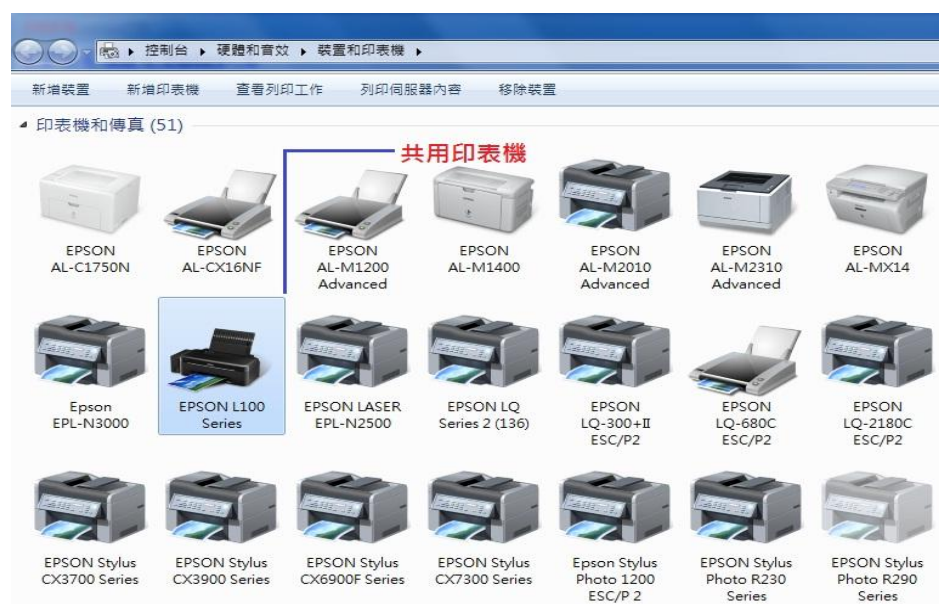 控制台 ▸ 硬體和音效 ▸ 裝置和印表機 ▸
新增裝置 新增印表機 查看列印工作 列印伺服器內容 移除裝置
印表機和傳真 (51)
共用印表機
EPSON
AL-C1750N
EPSON
AL-CX16NF
EPSON
AL-M1200
Advanced
EPSON
AL-M1400
EPSON
AL-M2010
Advanced
EPSON
AL-M2310
Advanced
EPSON
AL-MX14
Epson
EPL-N3000
EPSON L100
Series
EPSON LASER
EPL-N2500
EPSON LQ
Series 2 (136)
EPSON
LQ-300+II
ESC/P2
EPSON
LQ-680C
ESC/P2
EPSON
LQ-2180C
ESC/P2
EPSON Stylus
CX3700 Series
EPSON Stylus
CX3900 Series
EPSON Stylus
CX6900F Series
EPSON Stylus
CX7300 Series
Epson Stylus
Photo 1200
ESC/P 2
EPSON Stylus
Photo R230
Series
EPSON Stylus
Photo R290
Series